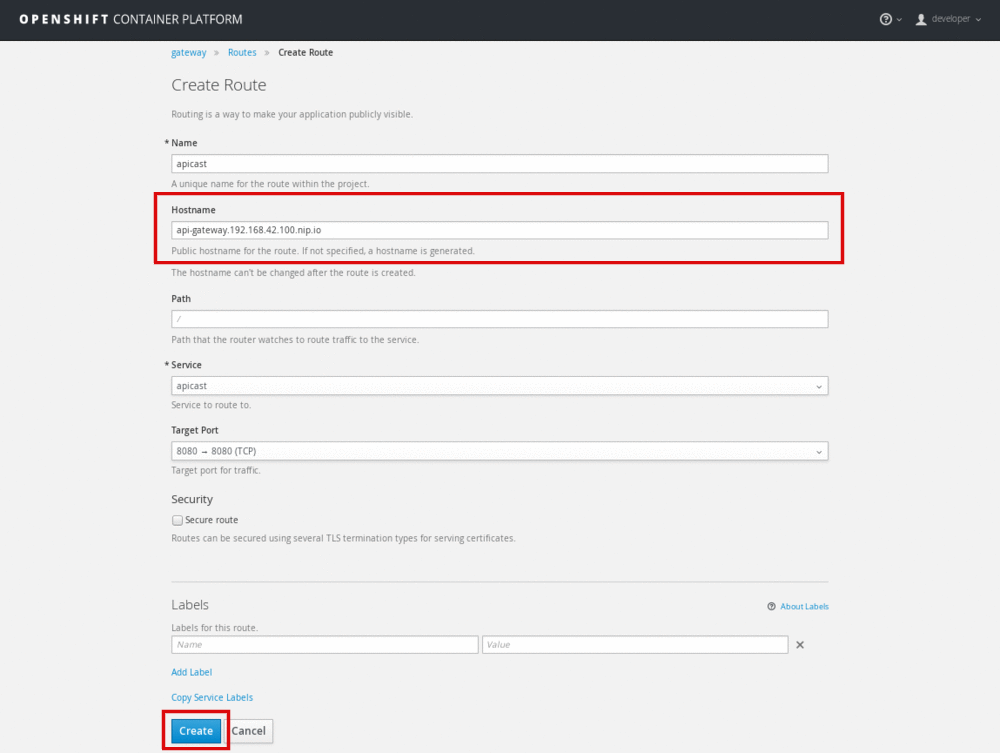 OPENSHIFT CONTAINER PLATFORM
developer
gateway » Routes » Create Route
Create Route
Routing is a way to make your application publicly visible.
* Name
apicast
A unique name for the route within the project.
Hostname
api-gateway.192.168.42.100.nip.io
Public hostname for the route. If not specified, a hostname is generated.
The hostname can't be changed after the route is created.
Path
/
Path that the router watches to route traffic to the service.
* Service
apicast
Service to route to.
Target Port
8080 → 8080 (TCP)
Target port for traffic.
Security
Secure route
Routes can be secured using several TLS termination types for serving certificates.
Labels
About Labels
Labels for this route.
Name Value
Add Label
Copy Service Labels
Create Cancel